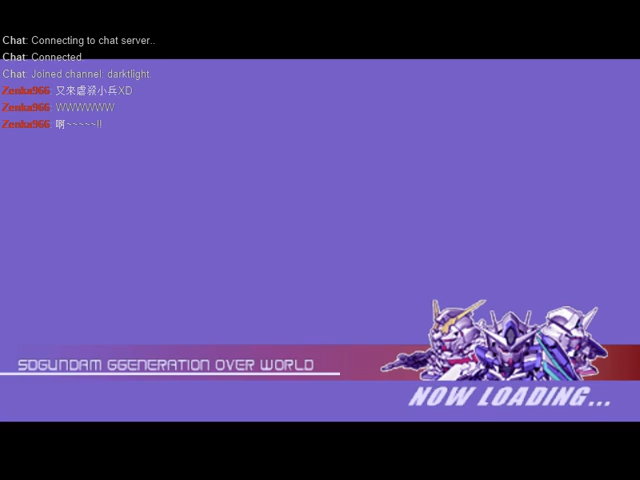 Chat: Connecting to chat server..
Chat: Connected
Chat: Joined channel: darktlight
Zenka966 又來虐殺小兵XD
Zenka966 WWWWWW
Zenka966 啊~~~~~!!
SDGUNDAM GGENERATION OVER WORLD
NOW LOADING...